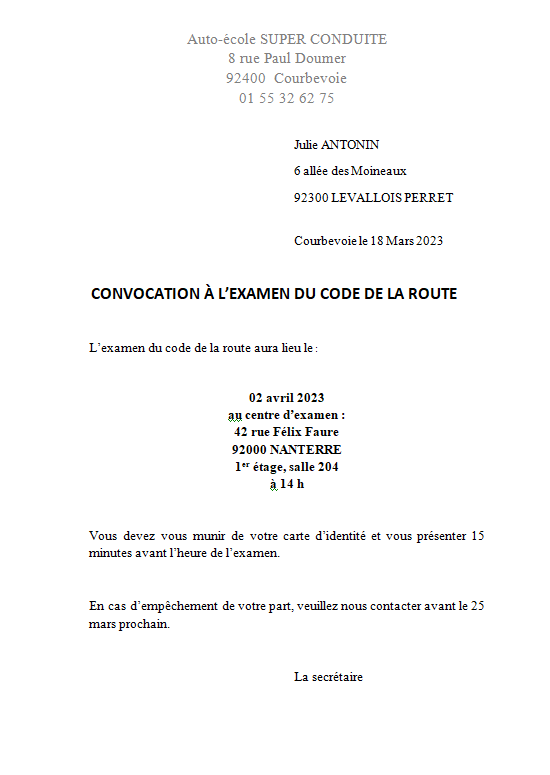 Auto-école SUPER CONDUITE
8 rue Paul Doumer
92400 Courbevoie
01 55 32 62 75
Julie ANTONIN
6 allée des Moineaux
92300 LEVALLOIS PERRET
Courbevoie le 18 Mars 2023
CONVOCATION À L’EXAMEN DU CODE DE LA ROUTE
L’examen du code de la route aura lieu le :
02 avril 2023
au centre d’examen :
42 rue Félix Faure
92000 NANTERRE
1er étage, salle 204
à 14 h
Vous devez vous munir de votre carte d’identité et vous présenter 15
minutes avant l’heure de l’examen.
En cas d’empêchement de votre part, veuillez nous contacter avant le 25
mars prochain.
La secrétaire